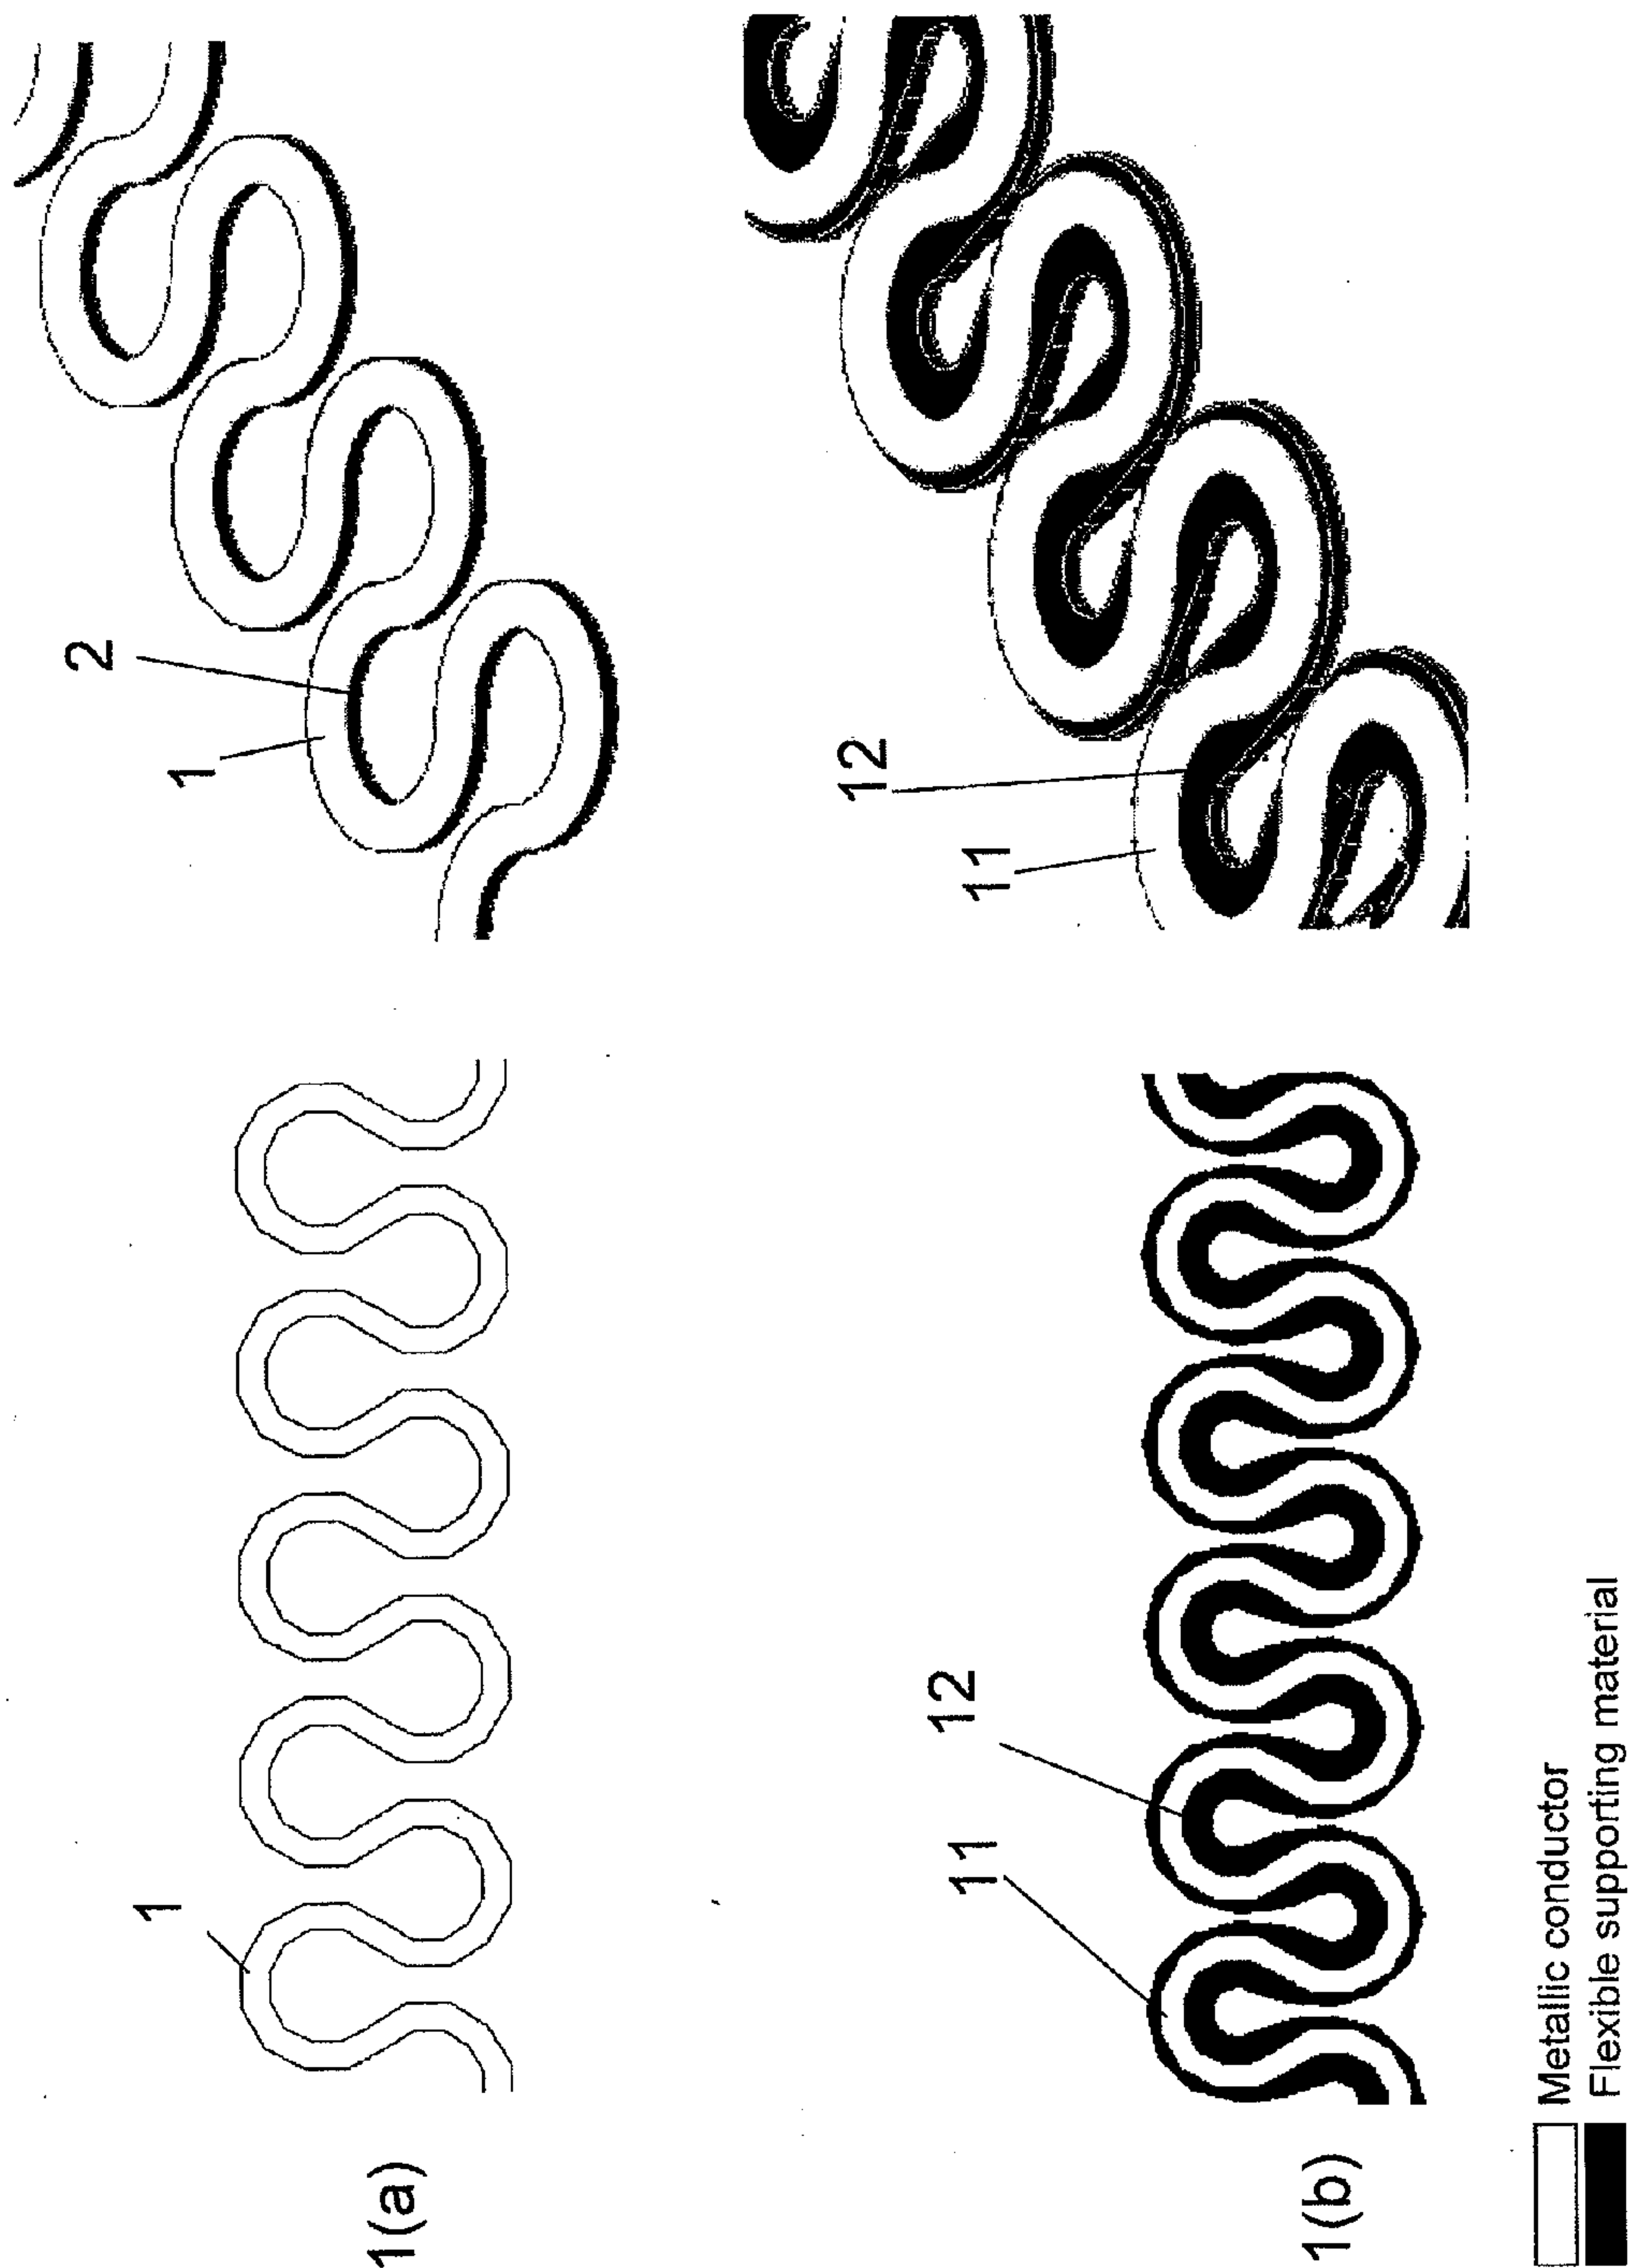 1(a)
1
1
2
1(b)
11
12
11
12
Metallic conductor
Flexible supporting material